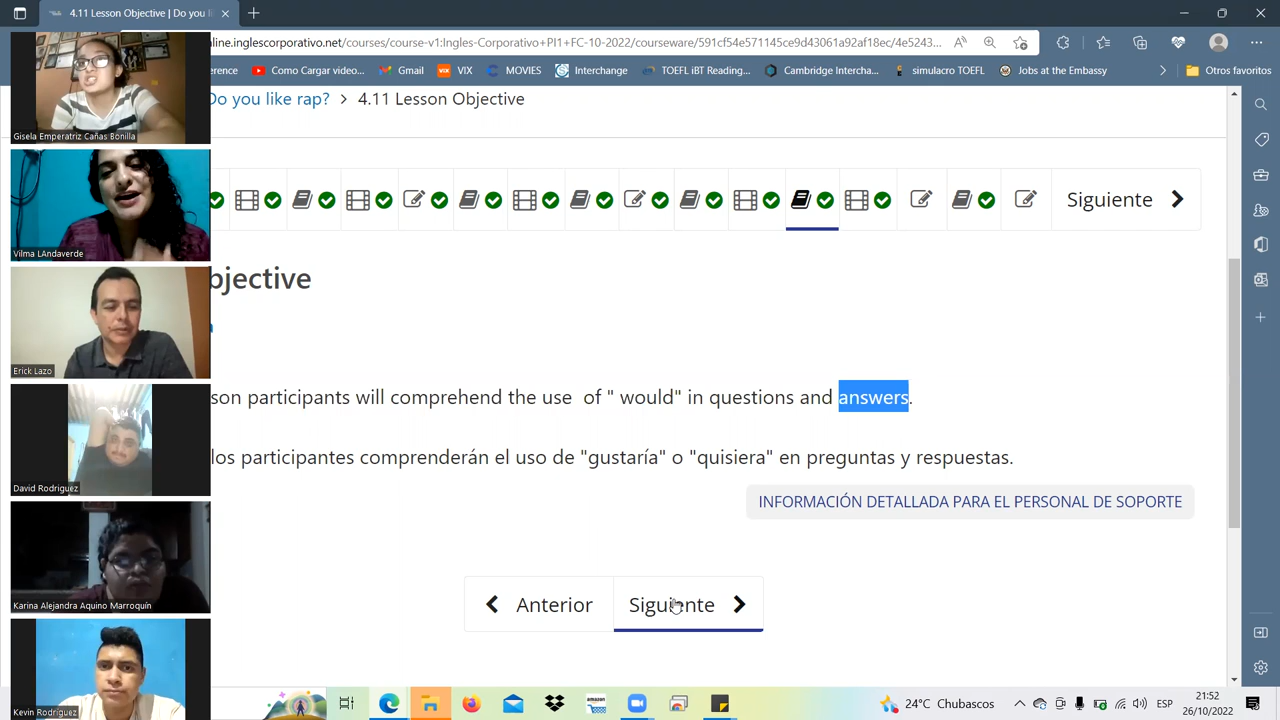 4.11 Lesson Objective | Do you l
nline.inglescorporativo.net/courses/course-v1:Ingles-Corporativo+PI1+FC-10-2022/courseware/591cf54e571145ce9d43061a92af18ec/4e5243...
erence
Como Cargar video...
Gmail
VIX
MOVIES
Interchange
TOEFL iBT Reading...
Cambridge Intercha...
simulacro TOEFL
Jobs at the Embassy
Otros favoritos
Do you like rap? > 4.11 Lesson Objective
Siguiente
bjective
son participants will comprehend the use of " would" in questions and answers.
los participantes comprenderán el uso de "gustaría" o "quisiera" en preguntas y respuestas.
INFORMACIÓN DETALLADA PARA EL PERSONAL DE SOPORTE
Anterior
Siguiente
Gisela Emperatriz Cañas Bonilla
Vilma LAndaverde
Erick Lazo
David Rodriguez
Karina Alejandra Aquino Marroquín
Kevin Rodríguez
amazon
24°C Chubascos
ESP
21:52
26/10/2022